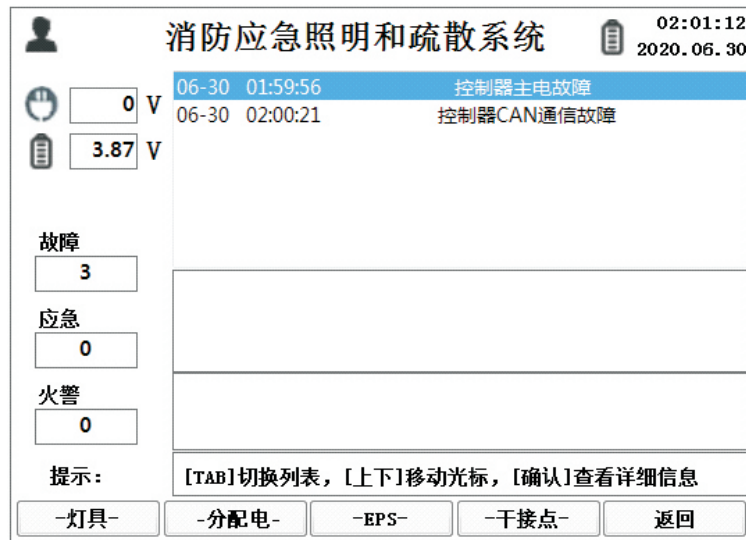 消防应急照明和疏散系统
02:01:12
2020.06.30
0 V
3.87 V
06-30 01:59:56 控制器主电故障
06-30 02:00:21 控制器CAN通信故障
故障
3
应急
0
火警
0
提示: [TAB]切换列表，[上下]移动光标，[确认]查看详细信息
-灯具- -分配电- -EPS- -干接点- 返回